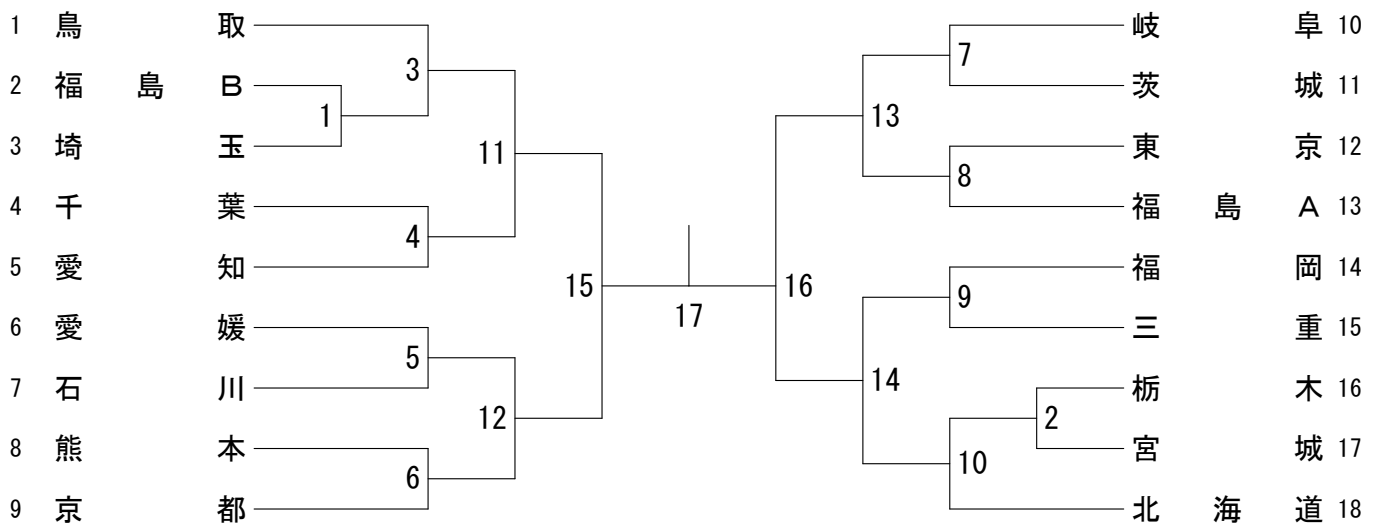 1 鳥取 岐阜 10
3 7
2 福島B 茨城 11
1 13
3 埼玉 東京 12
11 8
4 千葉 福島A 13
4
5 愛知 福岡 14
15 16 9
17
6 愛媛 三重 15
5 14
7 石川 栃木 16
12 2
8 熊本 宮城 17
6 10
9 京都 北海道 18